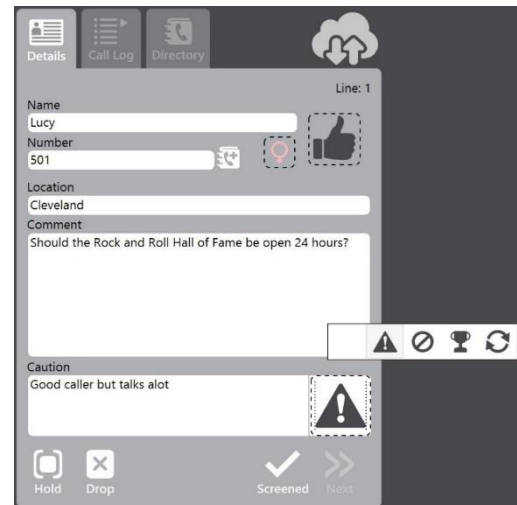 Details Call Log Directory
Line: 1
Name
Lucy
Number
501
Location
Cleveland
Comment
Should the Rock and Roll Hall of Fame be open 24 hours?
Caution
Good caller but talks alot
Hold Drop Screened Next